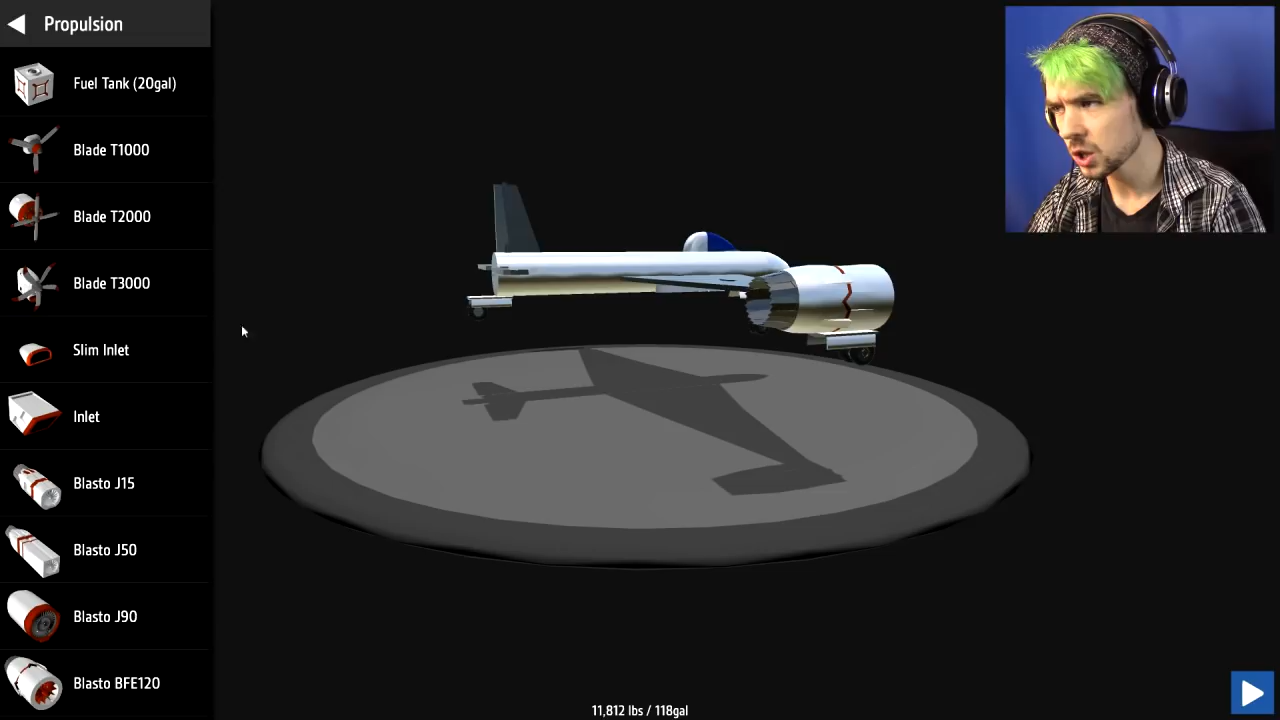 Propulsion
Fuel Tank (20gal)
Blade T1000
Blade T2000
Blade T3000
Slim Inlet
Inlet
Blasto J15
Blasto J50
Blasto J90
Blasto BFE120
11,812 lbs / 118gal